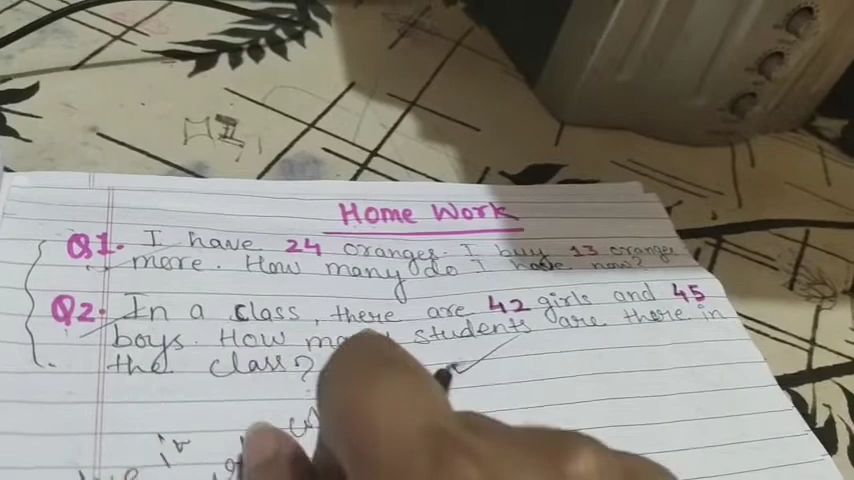 Home Work
Q1. I have 24 oranges. I buy 13 oranges
more. How many do I have now?
Q2. In a class, there are 42 girls and 45
boys. How many students are there in
the class?